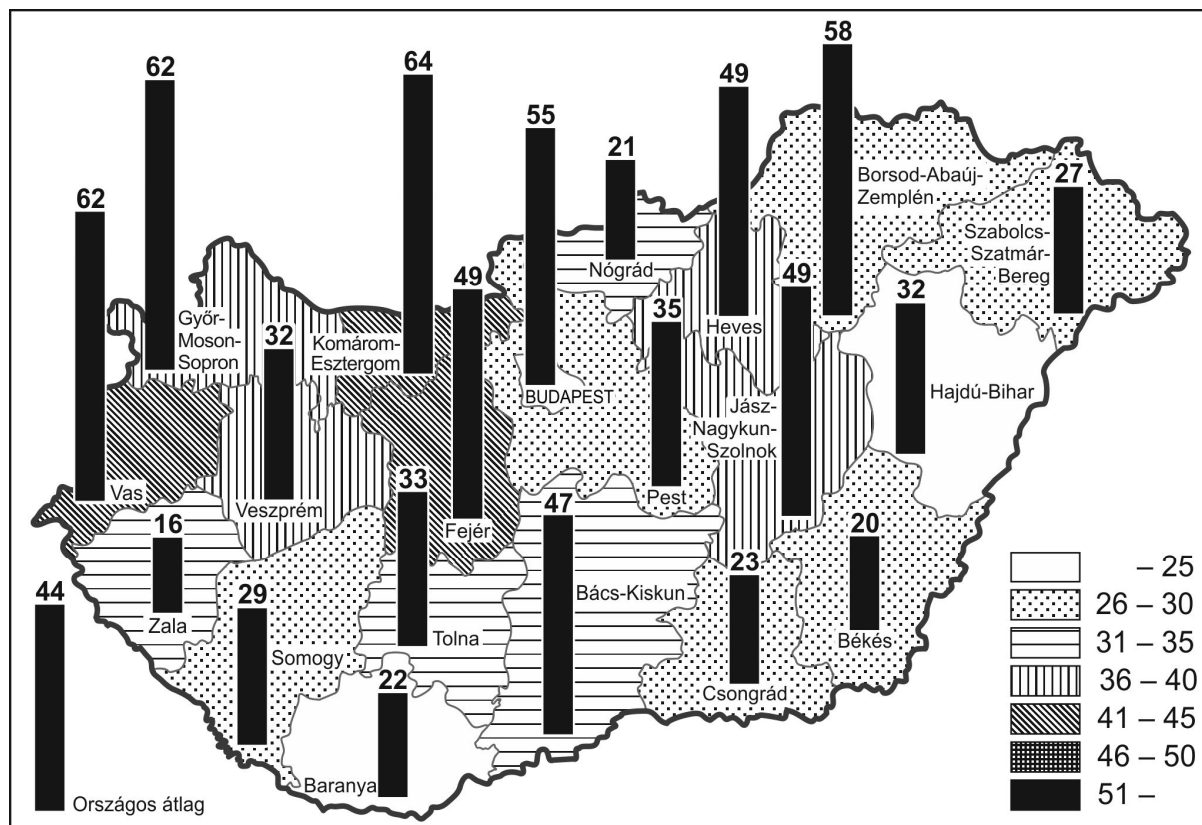 58
62
64
49
55
21
Borsod-Abaúj-
Zemplén
27
62
Szabolcs-
Szatmár-
Bereg
Nógrád
49
49
32
Győr-
Moson-
Sopron
32
Komárom-
Esztergom
35
Heves
BUDAPEST
Hajdú-Bihar
Jász-
Nagykun-
Szolnok
Vas
Veszprém
33
Fejér
47
Pest
16
20
44
Zala
29
Somogy
Tolna
Bács-Kiskun
23
Békés
22
Csongrád
Baranya
Országos átlag
– 25
26 – 30
31 – 35
36 – 40
41 – 45
46 – 50
51 –